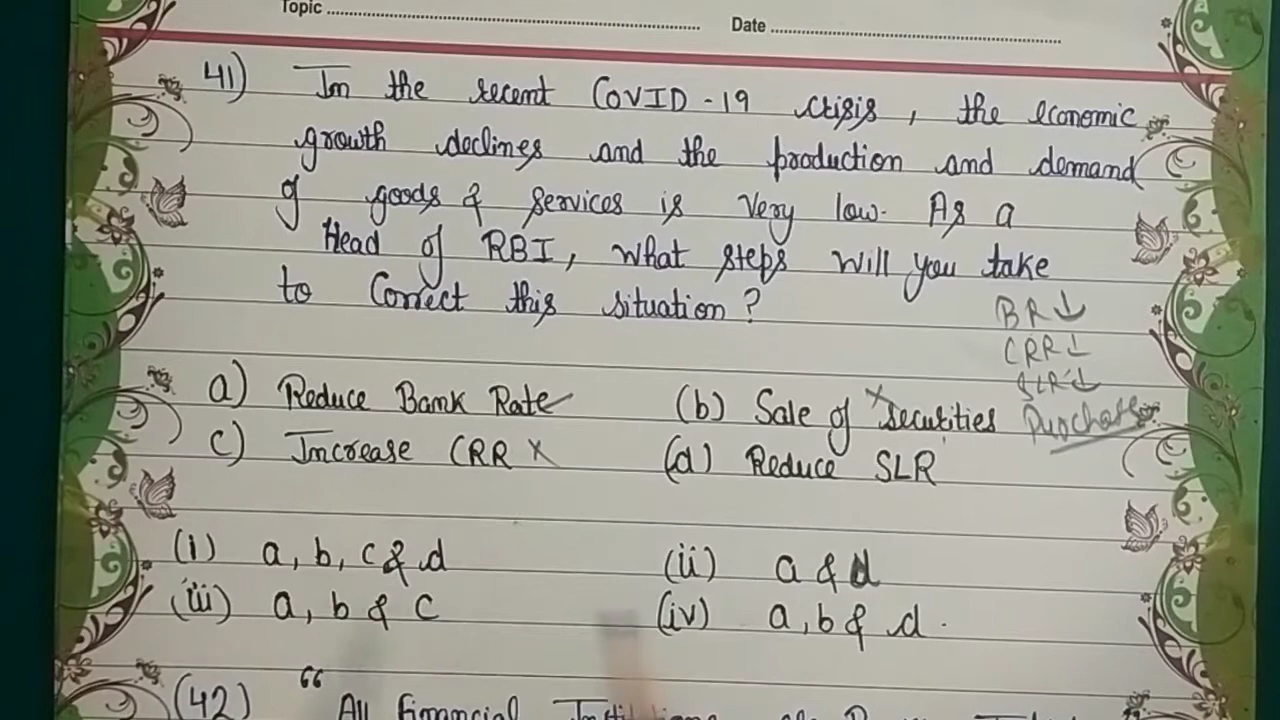 Topic
Date
41) In the recent COVID-19 crisis, the economic
growth declines and the production and demand
of goods & services is very low. As a
Head of RBI, what steps will you take
to correct this situation?
BR↓
CRR↓
SLR↓
a) Reduce Bank Rate
(b) Sale of securities Purchase
c) Increase CRR X
(d) Reduce SLR
(i) a, b, c & d
(ii) a & d
(iii) a, b & c
(iv) a, b & d.
(42) " All Financial